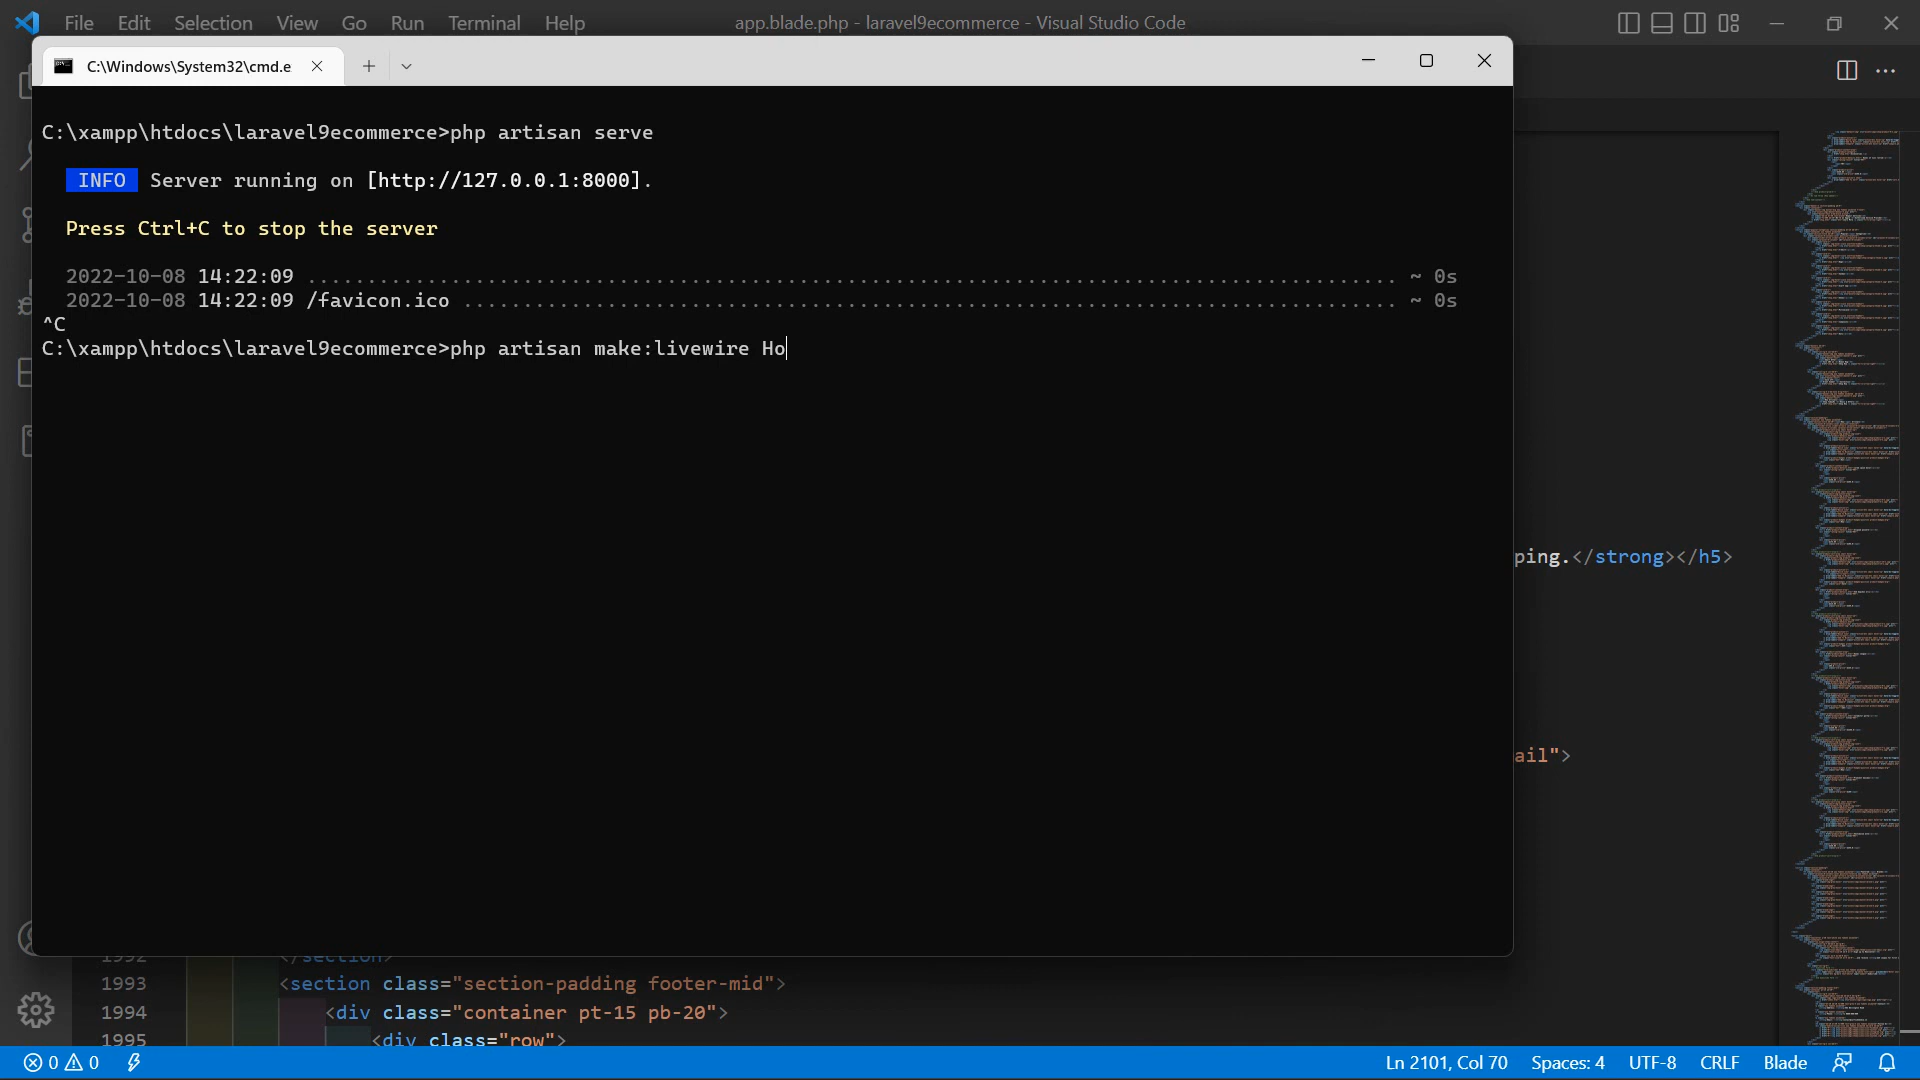 File Edit Selection View Go Run Terminal Help
app.blade.php - laravel9ecommerce - Visual Studio Code
C:\Windows\System32\cmd.e
C:\xampp\htdocs\laravel9ecommerce>php artisan serve
INFO Server running on [http://127.0.0.1:8000].
Press Ctrl+C to stop the server
2022-10-08 14:22:09 ........................................................................................... ~ 0s
2022-10-08 14:22:09 /favicon.ico .............................................................................. ~ 0s
^C
C:\xampp\htdocs\laravel9ecommerce>php artisan make:livewire Ho
ping.</strong></h5>
ail">
1992 </section>
1993 <section class="section-padding footer-mid">
1994 <div class="container pt-15 pb-20">
1995 <div class="row">
0 0
Ln 2101, Col 70 Spaces: 4 UTF-8 CRLF Blade